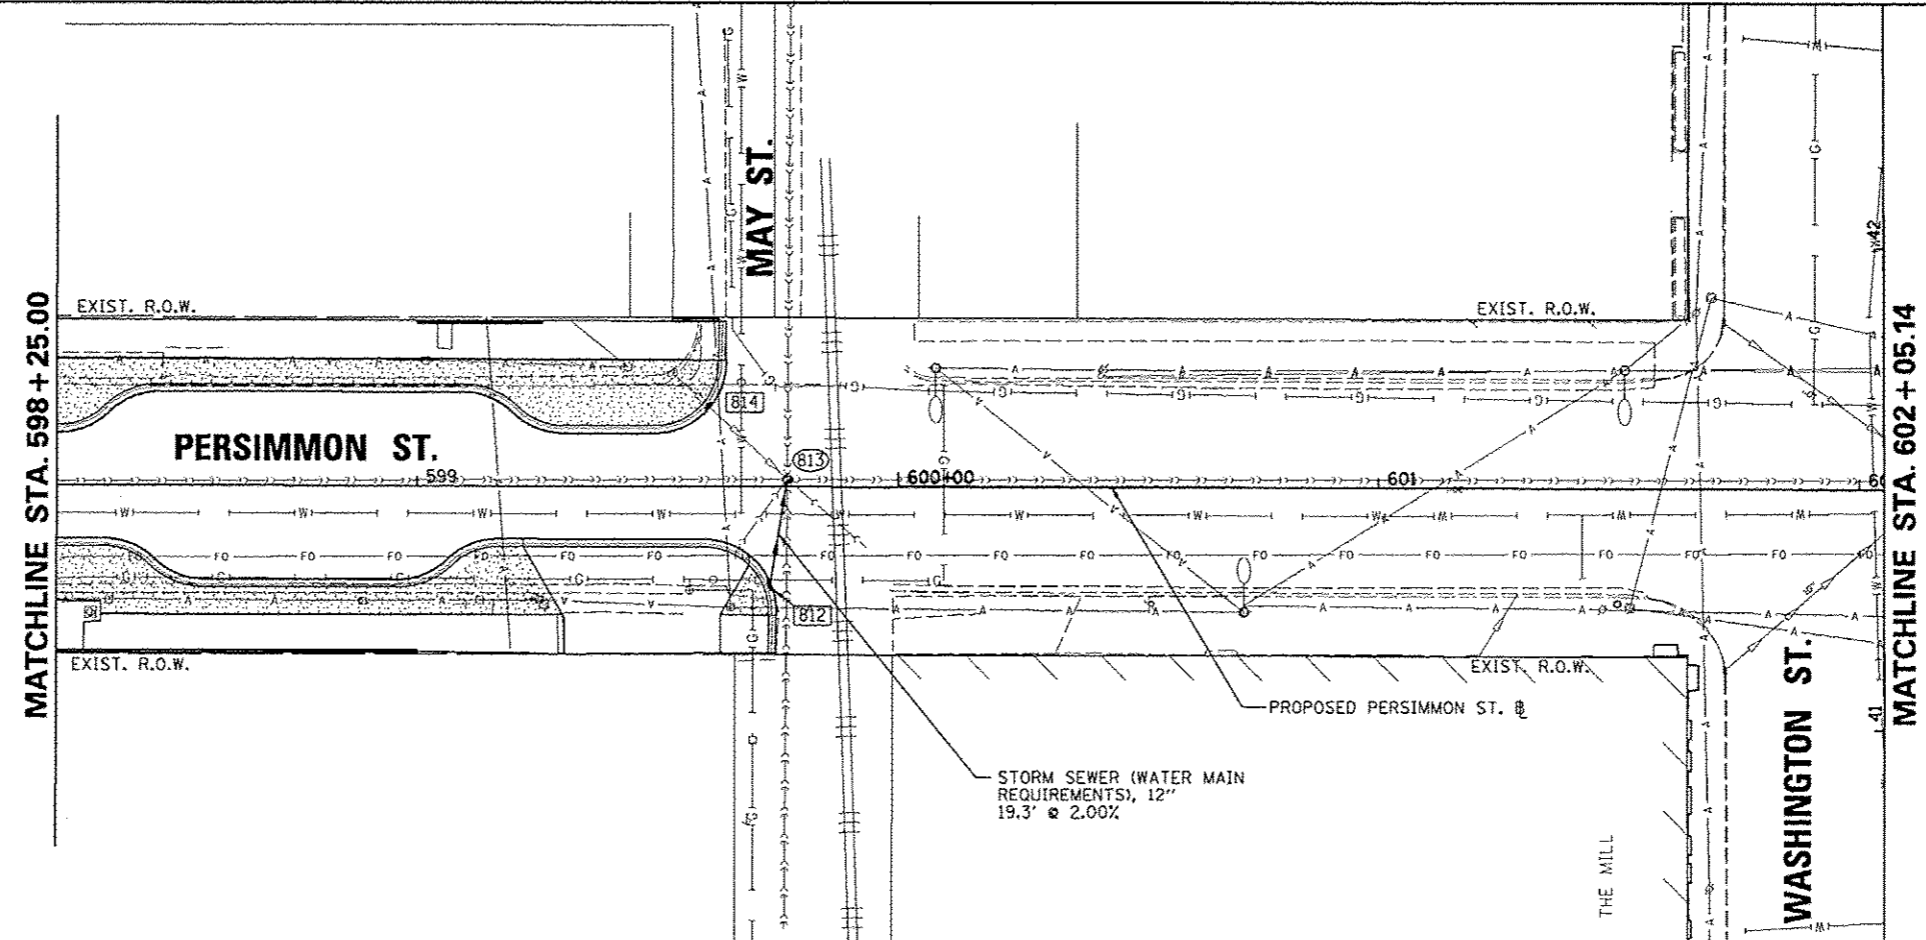 MATCHLINE STA. 598+25.00
EXIST. R.O.W.
MAY ST.
EXIST. R.O.W.
MATCHLINE STA. 602+05.14
42
PERSIMMON ST.
814
813
599
600+00
601
812
EXIST. R.O.W.
EXIST. R.O.W.
41
PROPOSED PERSIMMON ST. ℄
STORM SEWER (WATER MAIN
REQUIREMENTS), 12"
19.3' @ 2.00%
THE MILL
WASHINGTON ST.